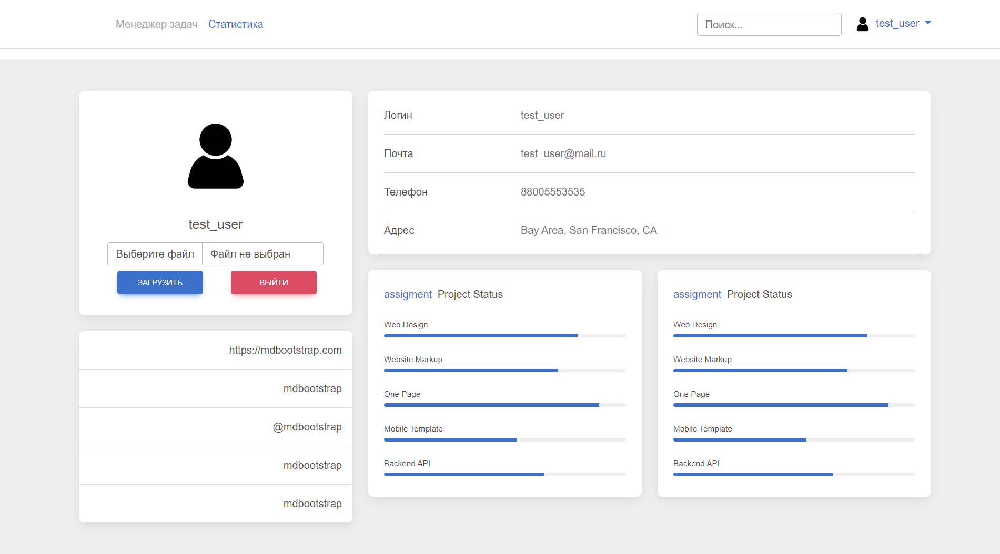 Менеджер задач Статистика Поиск... test_user
test_user
Выберите файл Файл не выбран
ЗАГРУЗИТЬ ВЫЙТИ
https://mdbootstrap.com
mdbootstrap
@mdbootstrap
mdbootstrap
mdbootstrap
Логин test_user
Почта test_user@mail.ru
Телефон 88005553535
Адрес Bay Area, San Francisco, CA
assigment Project Status
Web Design
Website Markup
One Page
Mobile Template
Backend API
assigment Project Status
Web Design
Website Markup
One Page
Mobile Template
Backend API